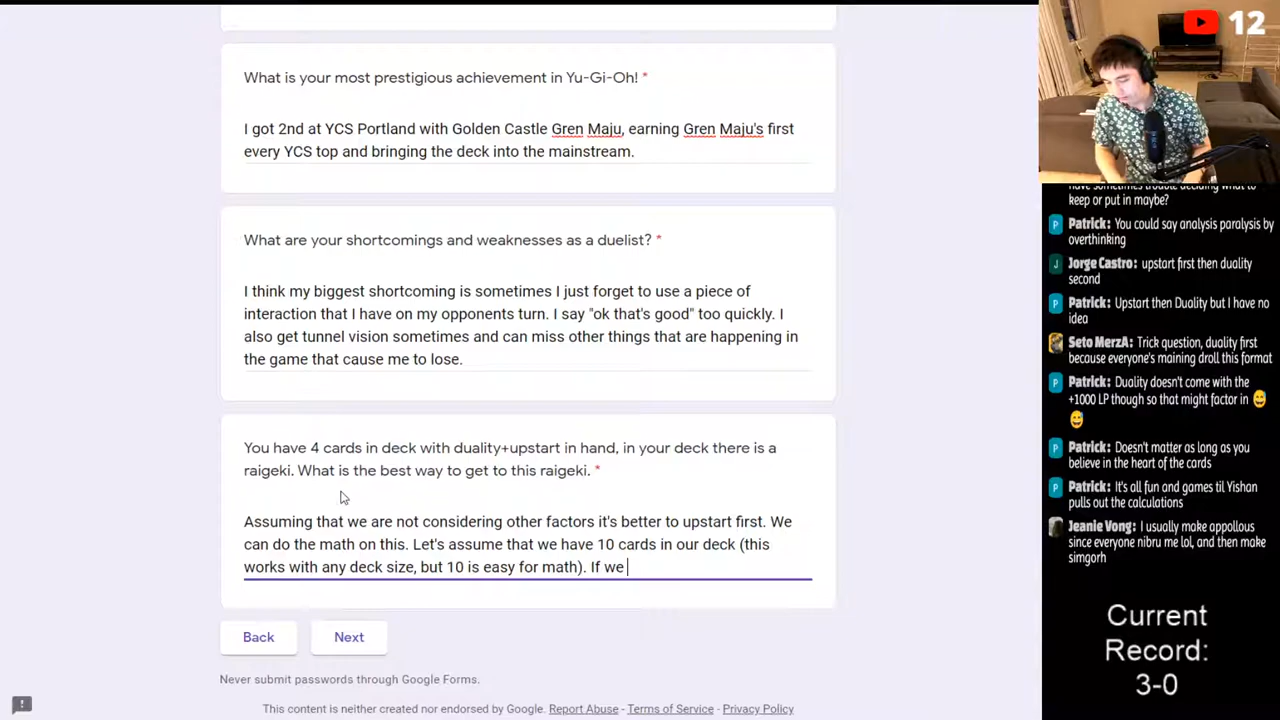 12
What is your most prestigious achievement in Yu-Gi-Oh! *
I got 2nd at YCS Portland with Golden Castle Gren Maju, earning Gren Maju's first
every YCS top and bringing the deck into the mainstream.
What are your shortcomings and weaknesses as a duelist? *
I think my biggest shortcoming is sometimes I just forget to use a piece of
interaction that I have on my opponents turn. I say "ok that's good" too quickly. I
also get tunnel vision sometimes and can miss other things that are happening in
the game that cause me to lose.
You have 4 cards in deck with duality+upstart in hand, in your deck there is a
raigeki. What is the best way to get to this raigeki. *
Assuming that we are not considering other factors it's better to upstart first. We
can do the math on this. Let's assume that we have 10 cards in our deck (this
works with any deck size, but 10 is easy for math). If we
Back
Next
Never submit passwords through Google Forms.
This content is neither created nor endorsed by Google. Report Abuse - Terms of Service - Privacy Policy
have sometimes trouble deciding what to
keep or put in maybe?
P Patrick: You could say analysis paralysis by
overthinking
J Jorge Castro: upstart first then duality
second
P Patrick: Upstart then Duality but I have no
idea
Seto MerzA: Trick question, duality first
because everyone's maining droll this format
P Patrick: Duality doesn't come with the
+1000 LP though so that might factor in 😅
😅
P Patrick: Doesn't matter as long as you
believe in the heart of the cards
P Patrick: It's all fun and games til Yishan
pulls out the calculations
Jeanie Vong: I usually make appollous
since everyone nibru me lol, and then make
simgorh
Current
Record:
3-0